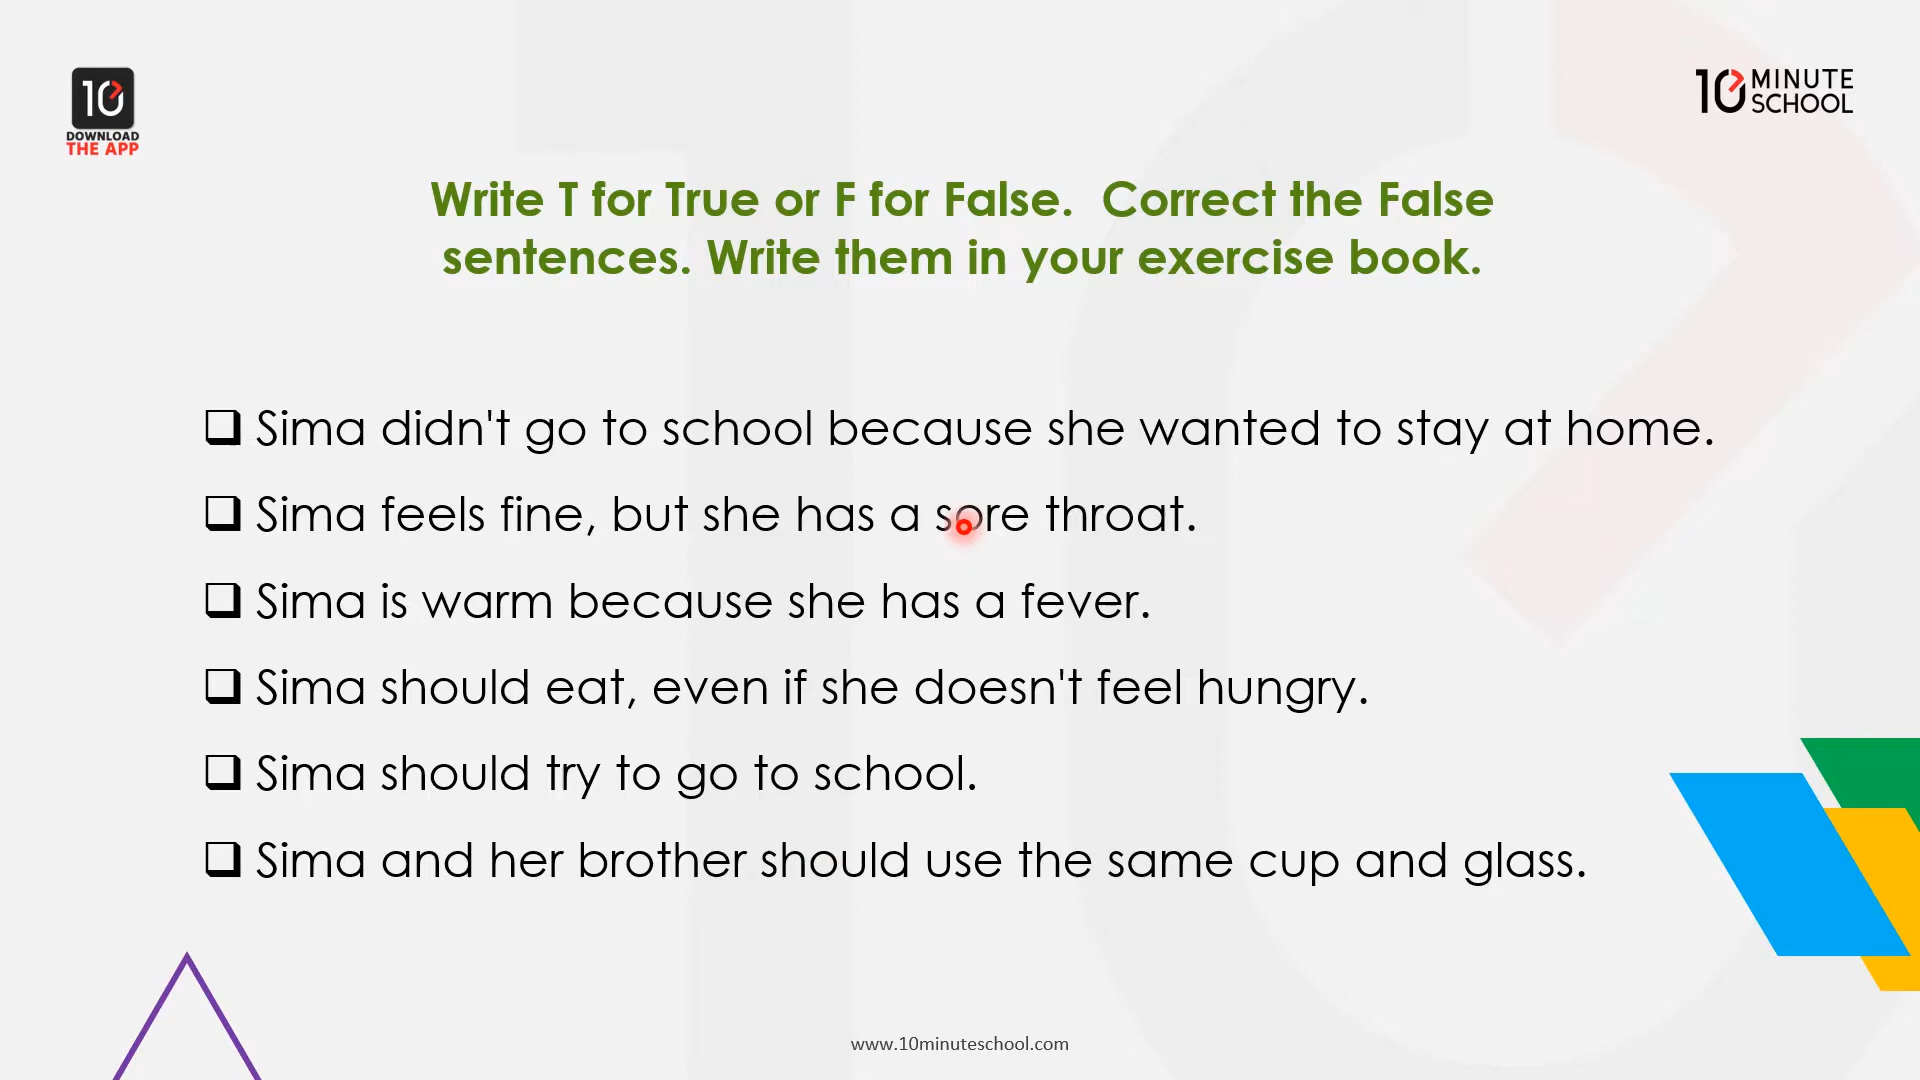 10
DOWNLOAD
THE APP
10 MINUTE
SCHOOL
Write T for True or F for False. Correct the False
sentences. Write them in your exercise book.
Sima didn't go to school because she wanted to stay at home.
Sima feels fine, but she has a sore throat.
Sima is warm because she has a fever.
Sima should eat, even if she doesn't feel hungry.
Sima should try to go to school.
Sima and her brother should use the same cup and glass.
www.10minuteschool.com